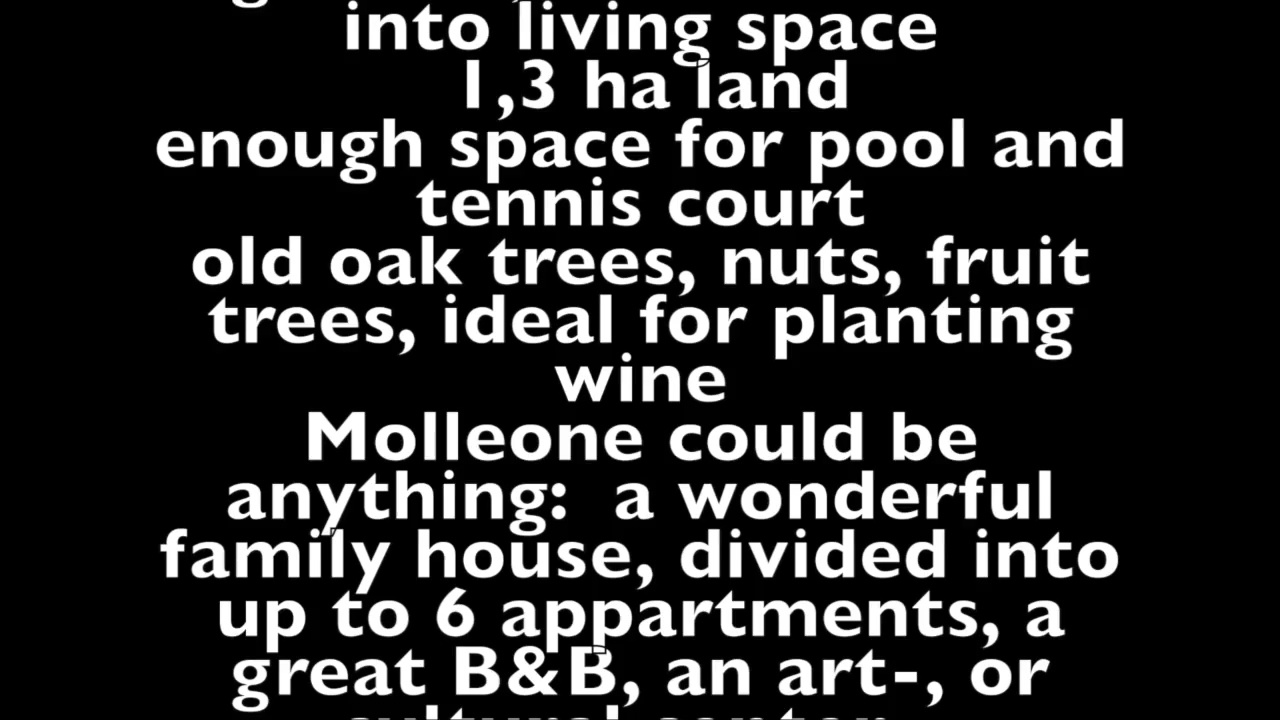 into living space
1,3 ha land
enough space for pool and
tennis court
old oak trees, nuts, fruit
trees, ideal for planting
wine
Molleone could be
anything:  a wonderful
family house, divided into
up to 6 appartments, a
great B&B, an art-, or
cultural center